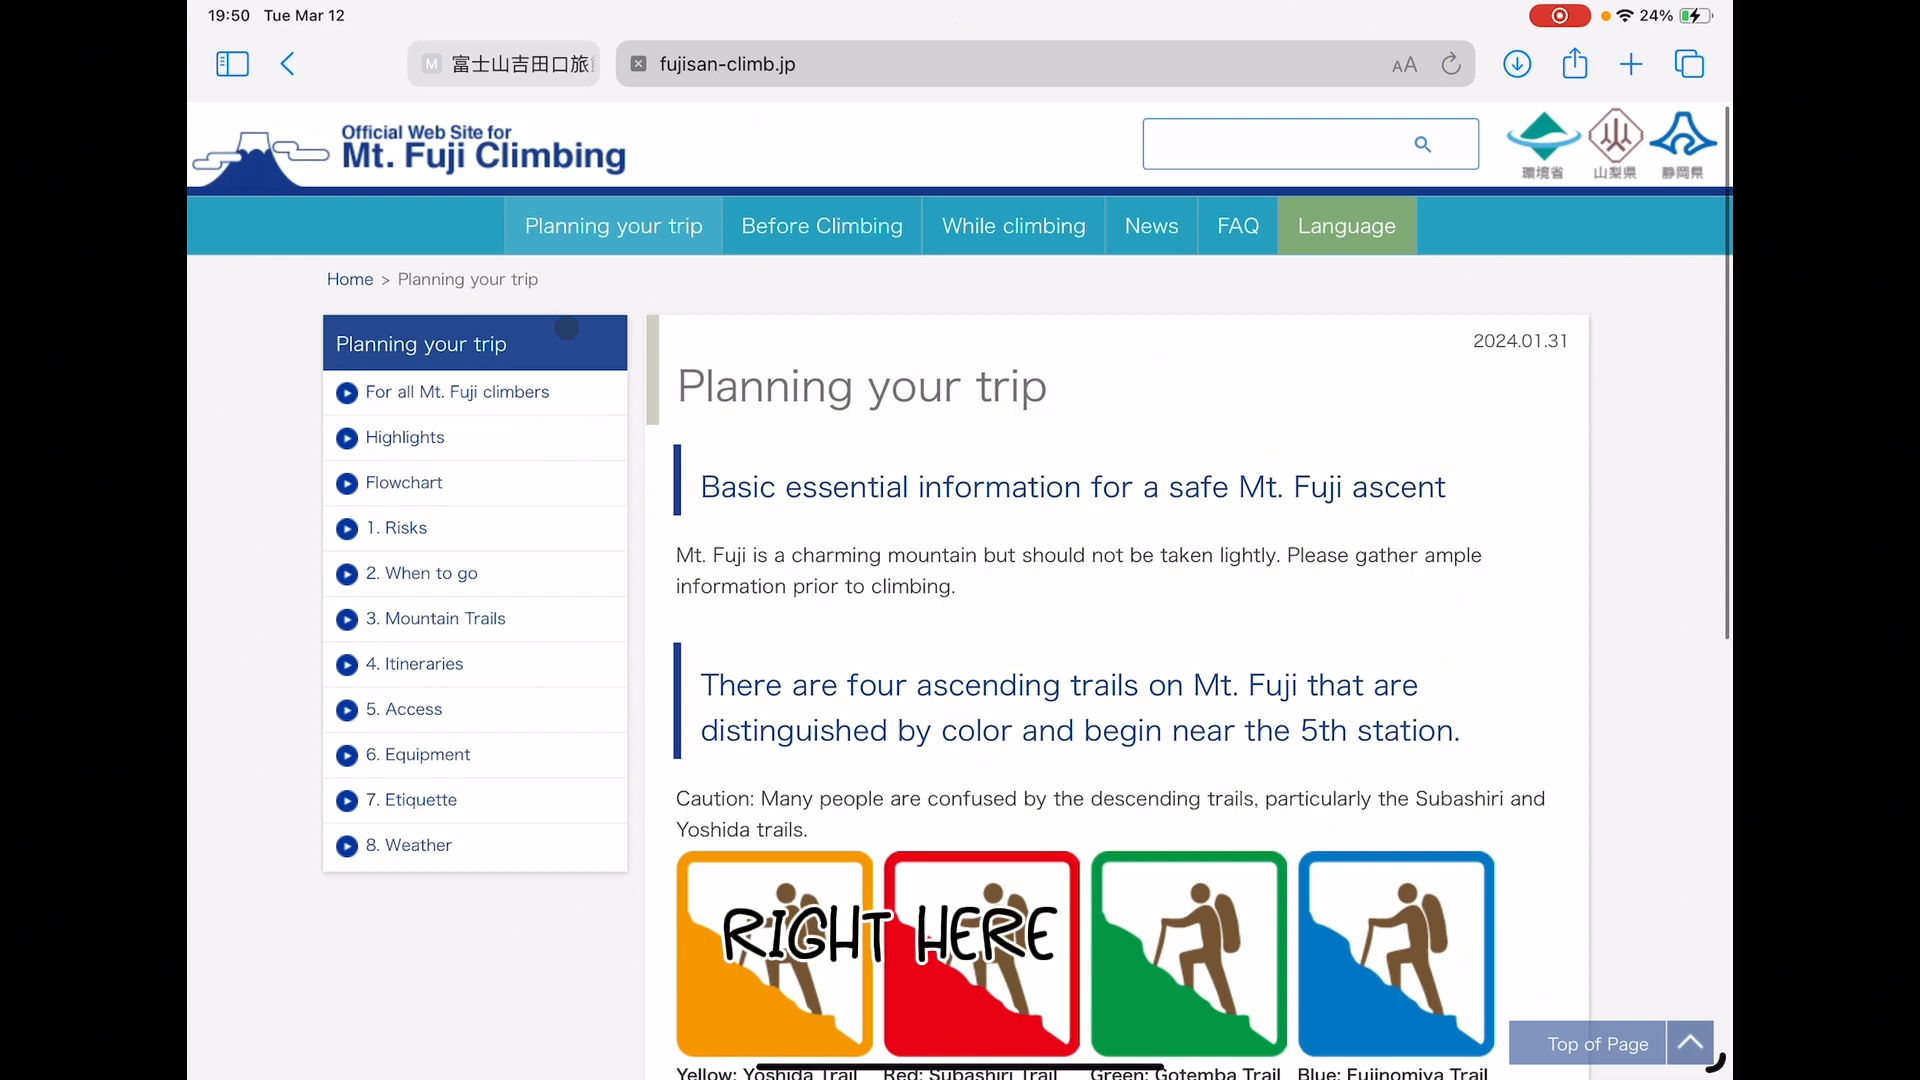 19:50 Tue Mar 12
24%
M 富士山吉田口旅
fujisan-climb.jp
AA
Official Web Site for
Mt. Fuji Climbing
環境省 山梨県 静岡県
Planning your trip Before Climbing While climbing News FAQ Language
Home > Planning your trip
Planning your trip
For all Mt. Fuji climbers
Highlights
Flowchart
1. Risks
2. When to go
3. Mountain Trails
4. Itineraries
5. Access
6. Equipment
7. Etiquette
8. Weather
2024.01.31
Planning your trip
Basic essential information for a safe Mt. Fuji ascent
Mt. Fuji is a charming mountain but should not be taken lightly. Please gather ample
information prior to climbing.
There are four ascending trails on Mt. Fuji that are
distinguished by color and begin near the 5th station.
Caution: Many people are confused by the descending trails, particularly the Subashiri and
Yoshida trails.
RIGHT HERE
Top of Page
Yellow: Yoshida Trail Red: Subashiri Trail Green: Gotemba Trail Blue: Fujinomiya Trail